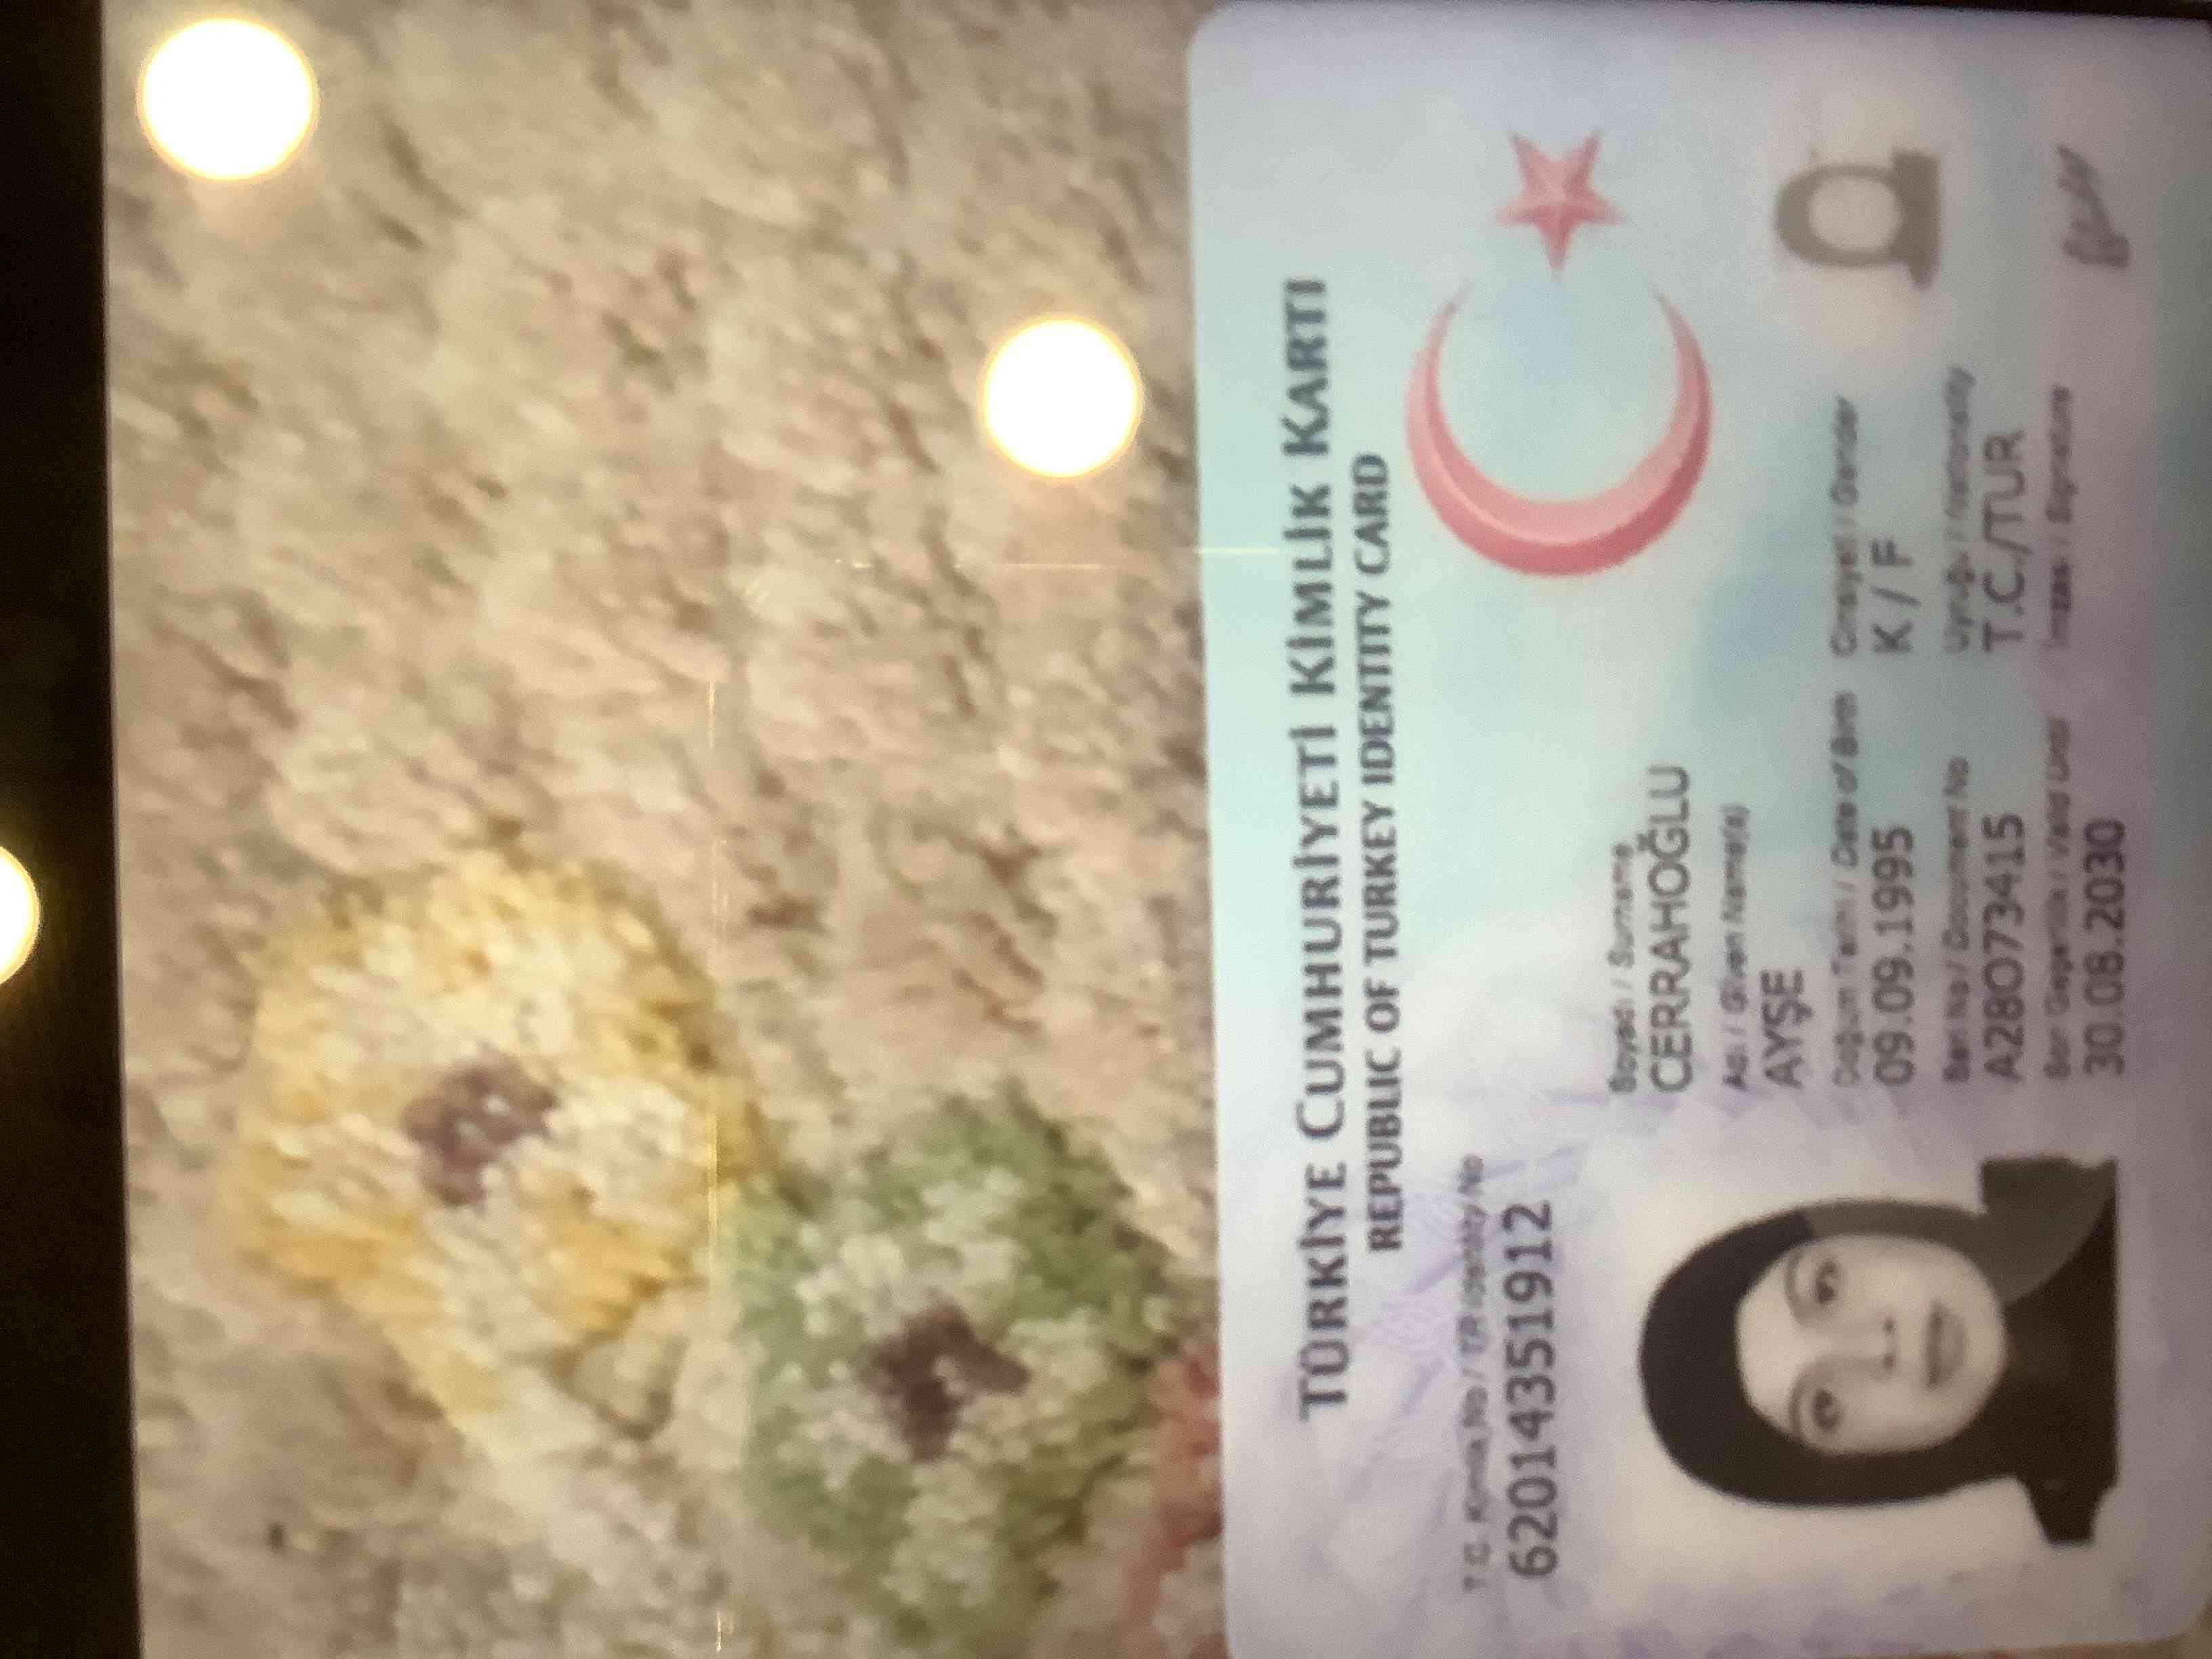 TÜRKİYE CUMHURİYETİ KİMLİK KARTI
REPUBLIC OF TURKEY IDENTITY CARD
T.C. Kimlik No / TR Identity No
62014351912
Soyadı / Surname
CERRAHOĞLU
Adı / Given Name(s)
AYŞE
Doğum Tarihi / Date of Birth Cinsiyeti / Gender
09.09.1995 K / F
Seri No / Document No Uyruğu / Nationality
A28O73415 T.C./TUR
Son Geçerlilik / Valid Until İmzası / Signature
30.08.2030